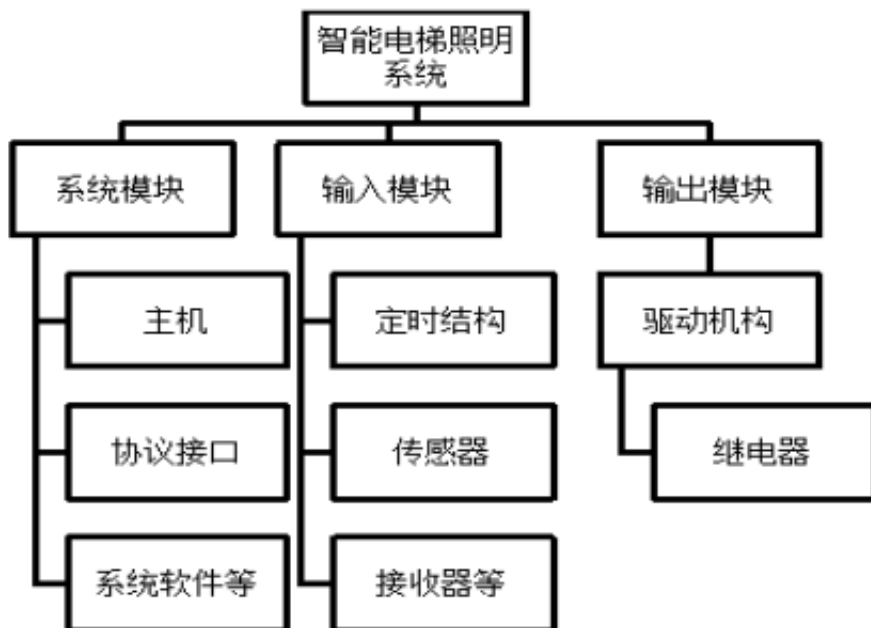 智能电梯照明
系统
系统模块
输入模块
输出模块
主机
定时结构
驱动机构
协议接口
传感器
继电器
系统软件等
接收器等